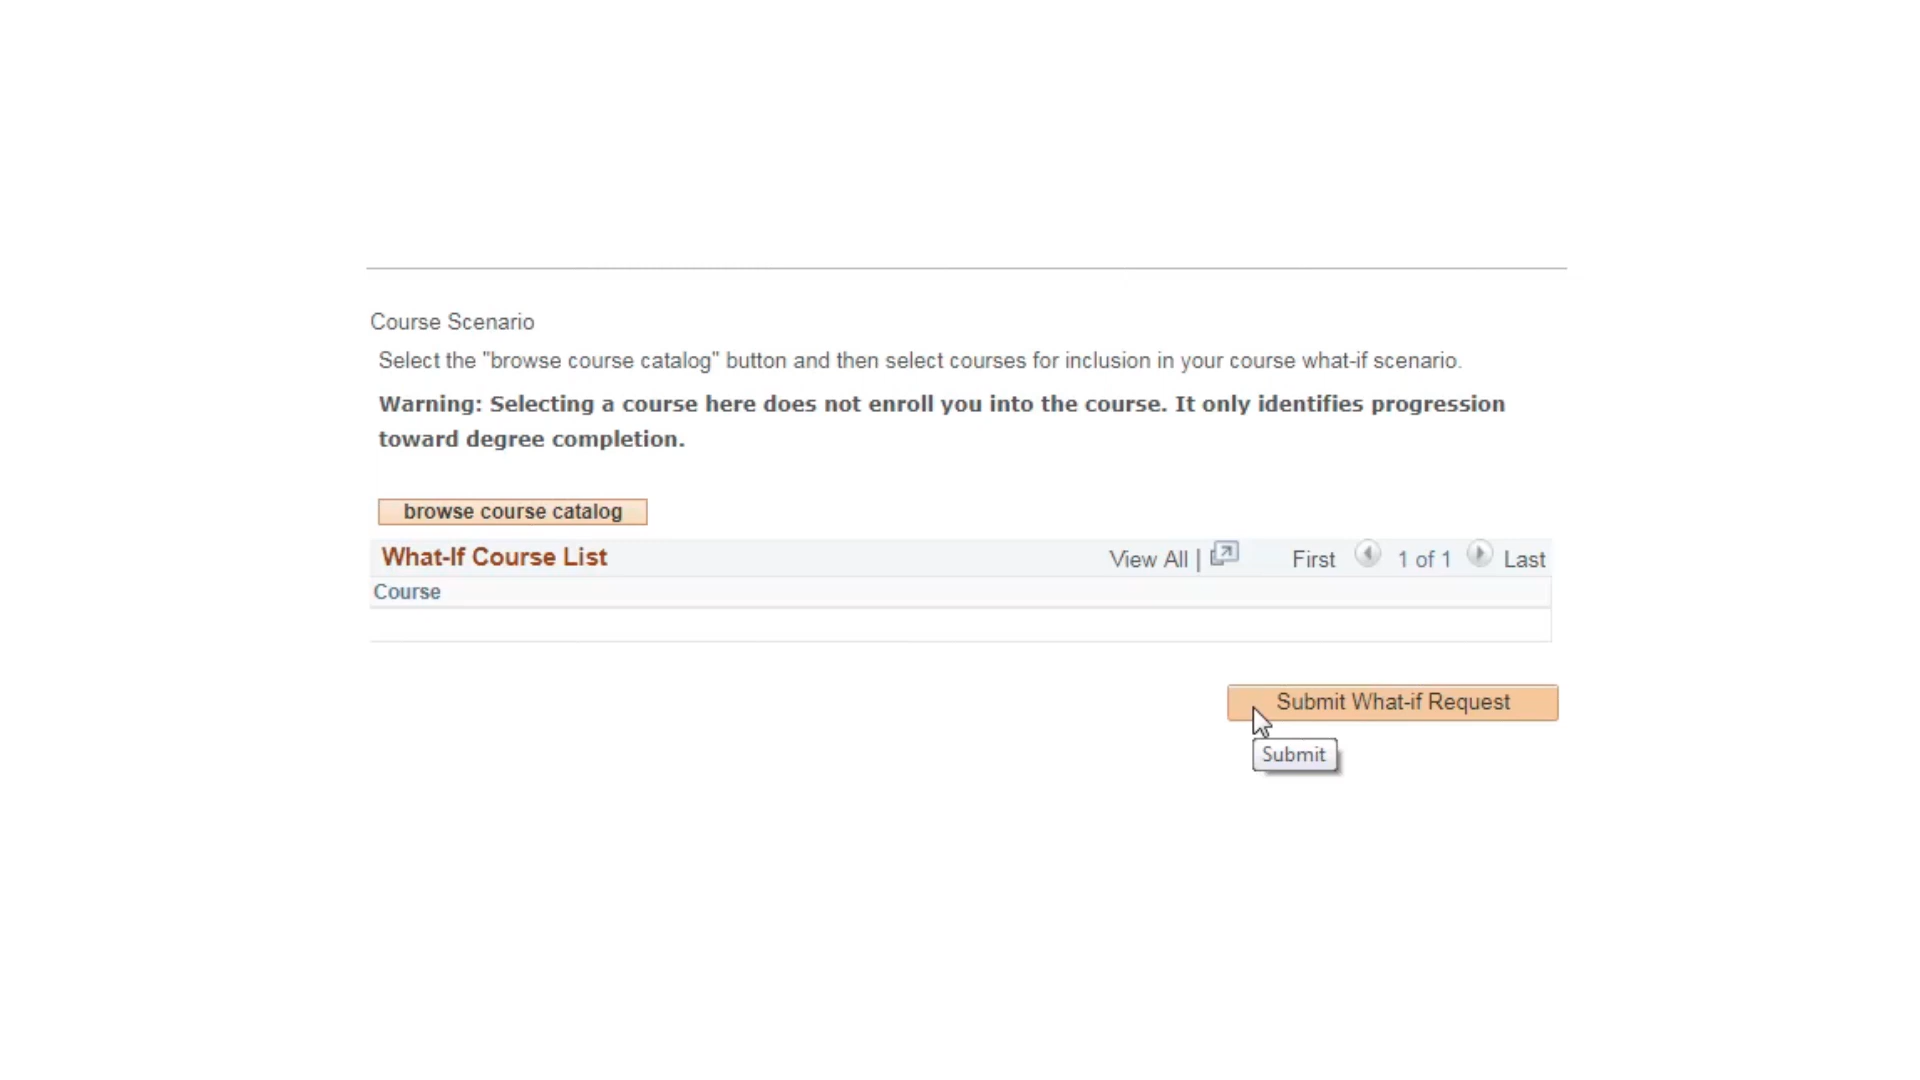 Course Scenario
Select the "browse course catalog" button and then select courses for inclusion in your course what-if scenario.
Warning: Selecting a course here does not enroll you into the course. It only identifies progression
toward degree completion.
browse course catalog
What-If Course List View All | First 1 of 1 Last
Course
Submit What-if Request
Submit